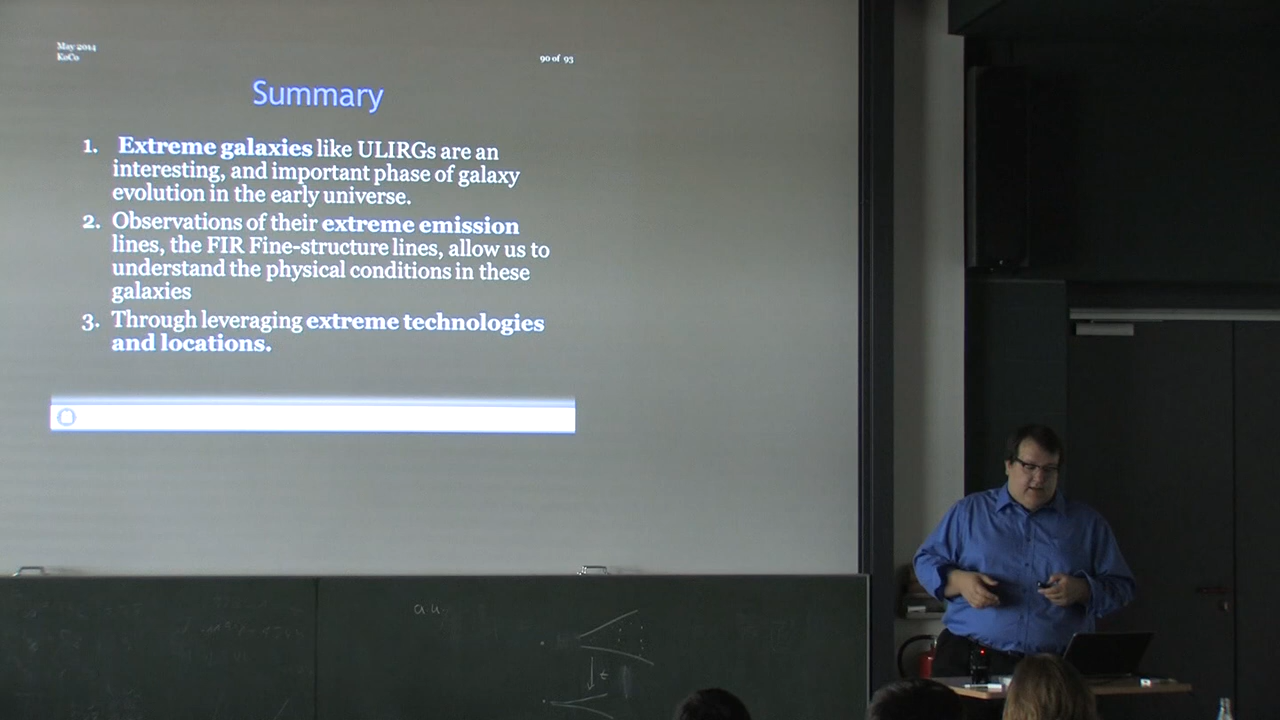 May 2014
KoCo
90 of 93
Summary
1. Extreme galaxies like ULIRGs are an
interesting, and important phase of galaxy
evolution in the early universe.
2. Observations of their extreme emission
lines, the FIR Fine-structure lines, allow us to
understand the physical conditions in these
galaxies
3. Through leveraging extreme technologies
and locations.
a.u.
t